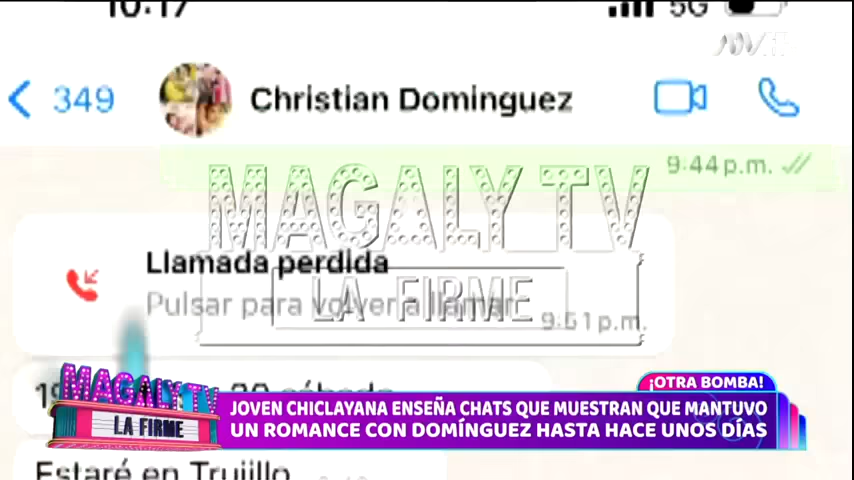 10:17
5G
349
Christian Dominguez
9:44 p.m.
MAGALY TV
LA FIRME
Llamada perdida
Pulsar para volver a llamar
9:51 p.m.
MAGALY TV
LA FIRME
¡OTRA BOMBA!
JOVEN CHICLAYANA ENSEÑA CHATS QUE MUESTRAN QUE MANTUVO
UN ROMANCE CON DOMÍNGUEZ HASTA HACE UNOS DÍAS
Estaré en Trujillo